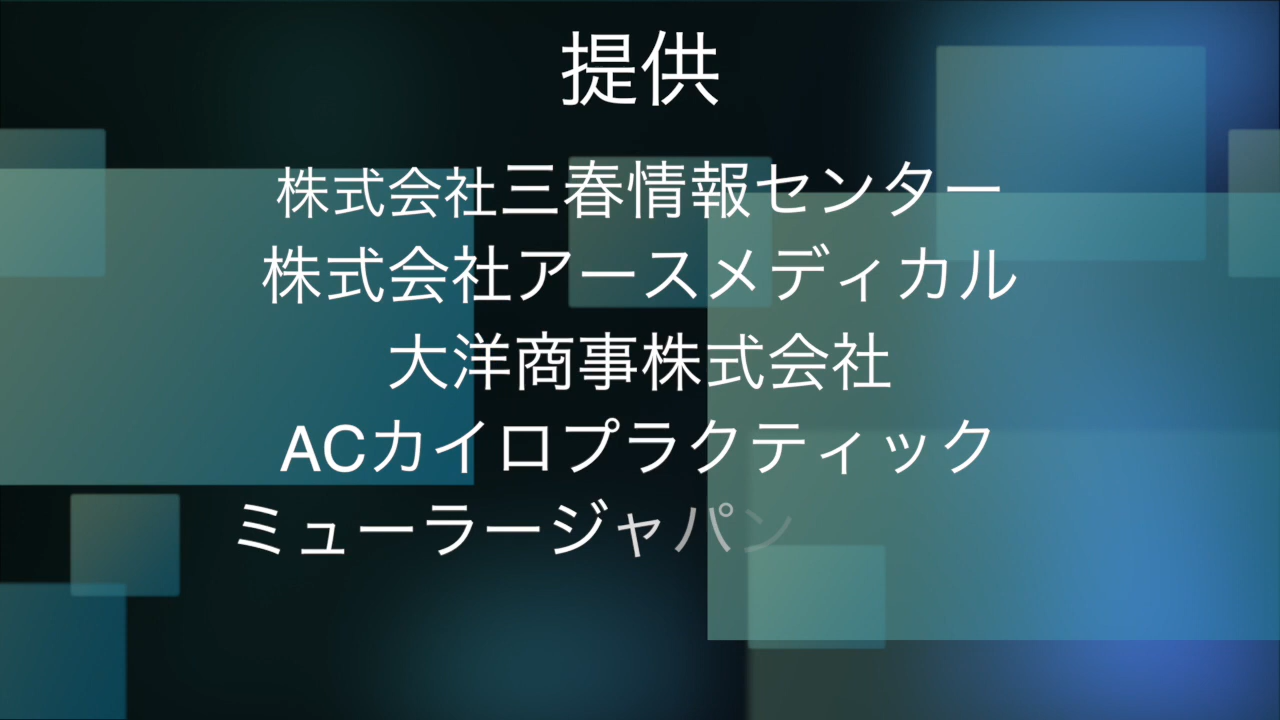 提供
株式会社三春情報センター
株式会社アースメディカル
大洋商事株式会社
ACカイロプラクティック
ミューラージャパン